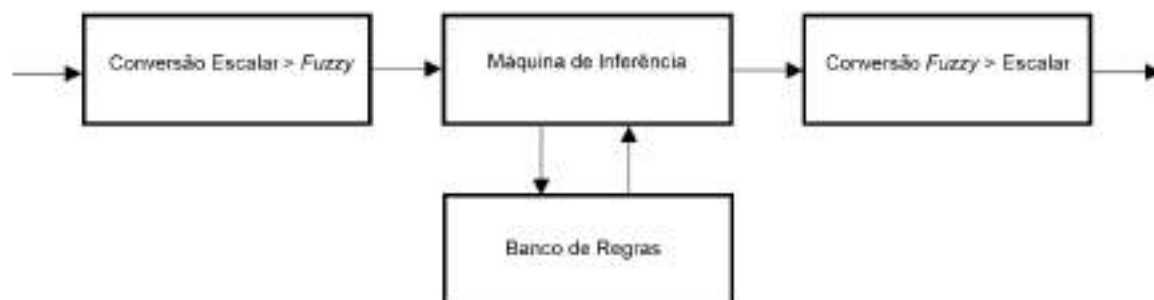 Conversão Escalar > Fuzzy
Máquina de Inferência
Conversão Fuzzy > Escalar
Banco de Regras